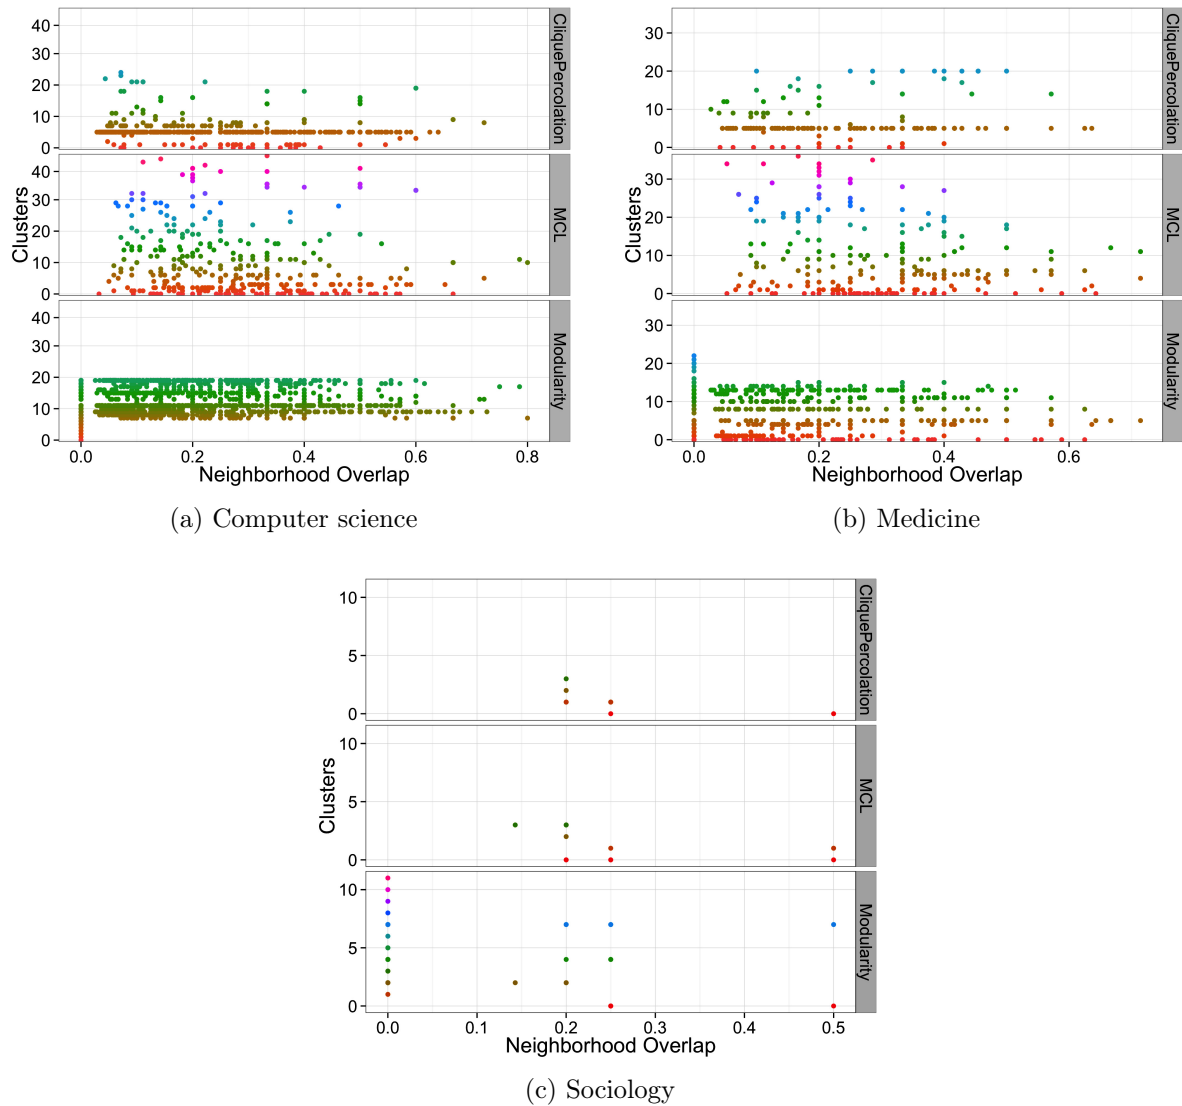 40
30
20
10
0
CliquePercolation
40
30
20
10
0
MCL
40
30
20
10
0
Modularity
Clusters
0.0 0.2 0.4 0.6 0.8
Neighborhood Overlap
(a) Computer science
30
20
10
0
CliquePercolation
30
20
10
0
MCL
30
20
10
0
Modularity
Clusters
0.0 0.2 0.4 0.6
Neighborhood Overlap
(b) Medicine
10
5
0
CliquePercolation
10
5
0
MCL
10
5
0
Modularity
Clusters
0.0 0.1 0.2 0.3 0.4 0.5
Neighborhood Overlap
(c) Sociology